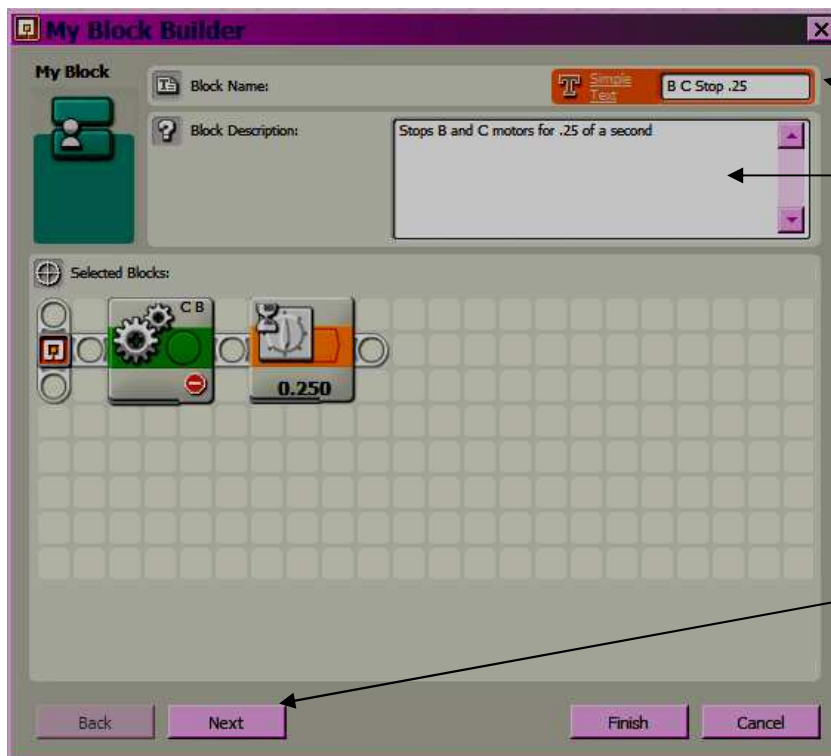 My Block Builder
My Block
Block Name:
Simple Text
B C Stop .25
Block Description:
Stops B and C motors for .25 of a second
Selected Blocks:
C B
0.250
Back
Next
Finish
Cancel